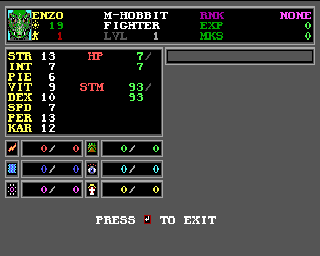 ENZO M-HOBBIT RNK NONE
19 FIGHTER EXP 0
1 LVL 1 MKS 0
STR 13 HP 7/
INT 7 7
PIE 6
VIT 9 STM 93/
DEX 10 93
SPD 7
PER 13
KAR 12
0/ 0 0/ 0
0/ 0 0/ 0
0/ 0 0/ 0
PRESS TO EXIT